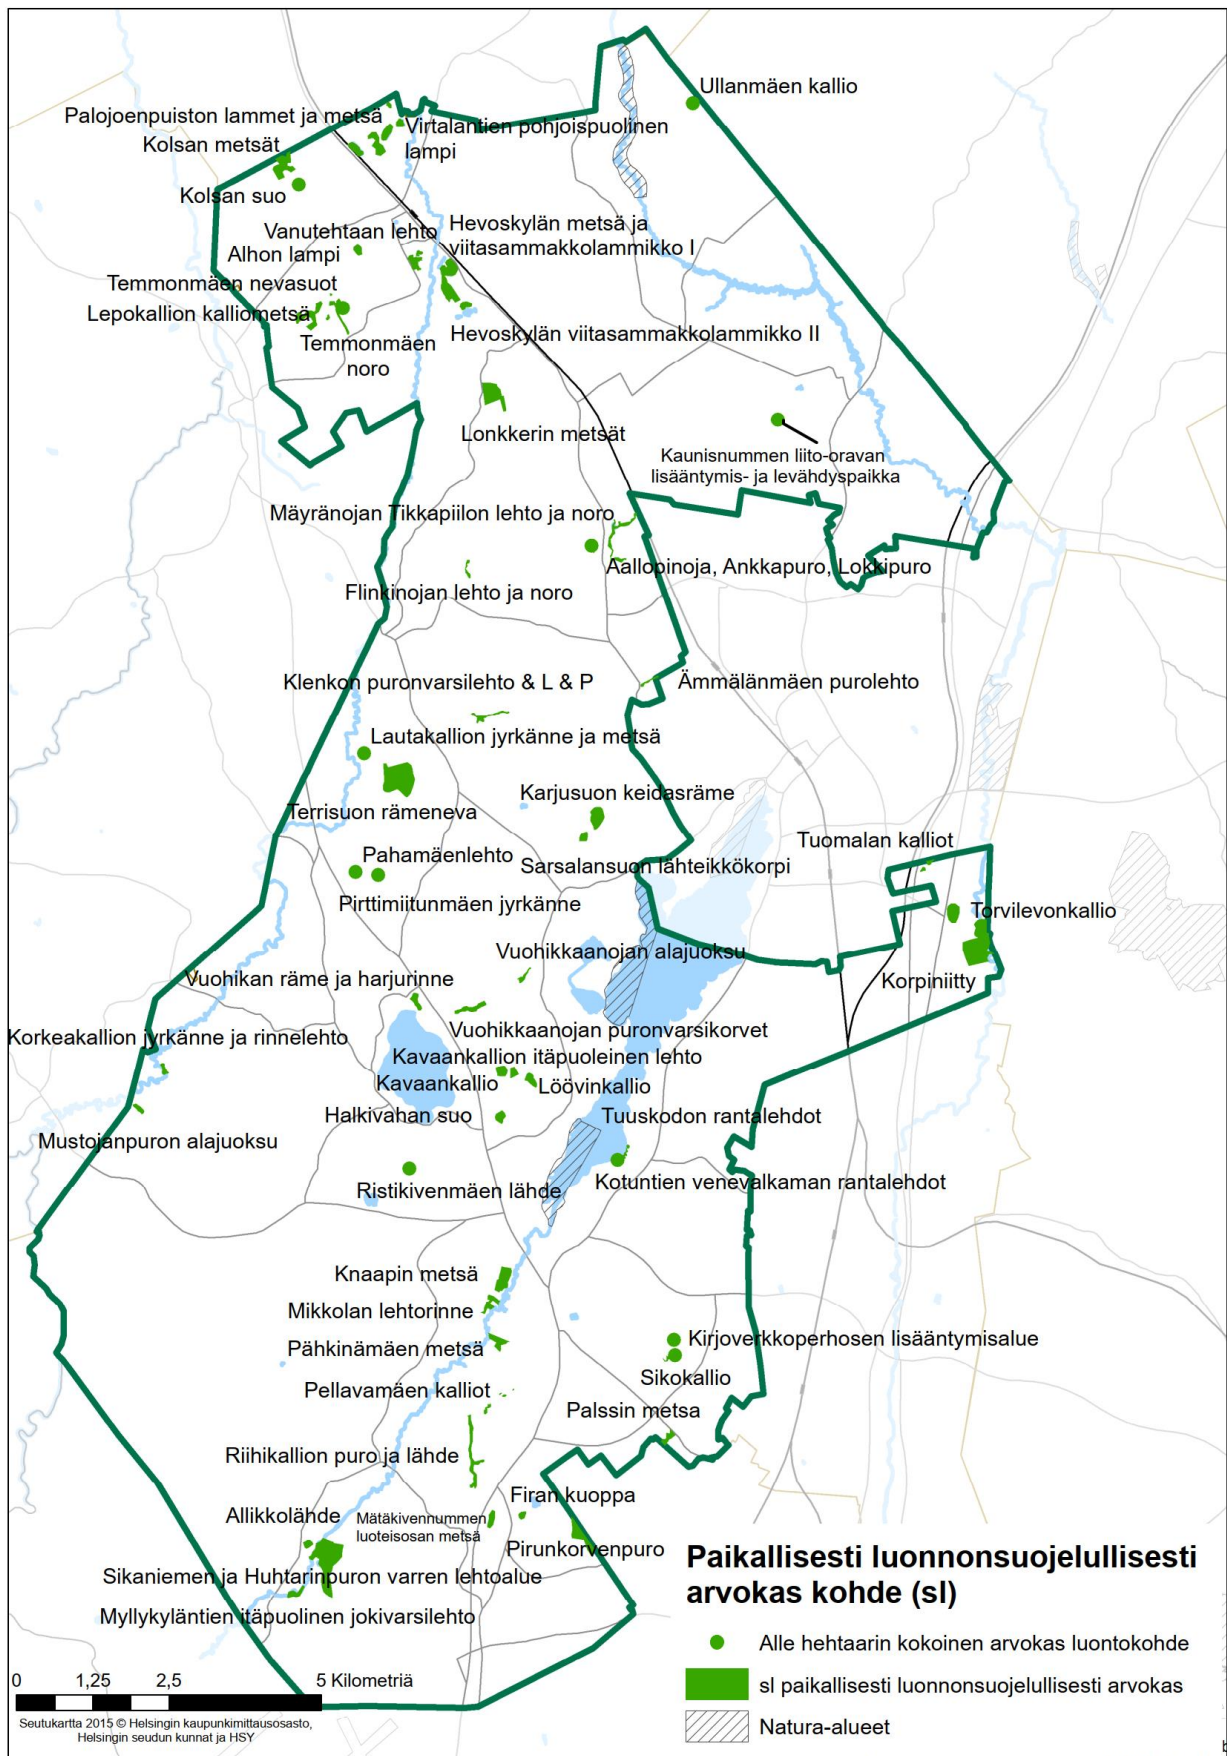 Ullanmäen kallio
Palojoenpuiston lammet ja metsä
Virtalantien pohjoispuolinen
lampi
Kolsan metsät
Kolsan suo
Vanutehtaan lehto
Hevoskylän metsä ja
viitasammakkolammikko I
Alhon lampi
Temmonmäen nevasuot
Lepokallion kalliometsä
Temmonmäen
noro
Hevoskylän viitasammakkolammikko II
Lonkkerin metsät
Kaunisnummen liito-oravan
lisääntymis- ja levähdyspaikka
Mäyränojan Tikkapiilon lehto ja noro
Aallopinoja, Ankkapuro, Lokkipuro
Flinkinojan lehto ja noro
Klenkon puronvarsilehto & L & P
Ämmälänmäen purolehto
Lautakallion jyrkänne ja metsä
Karjusuon keidasräme
Terrisuon rämeneva
Tuomalan kalliot
Pahamäenlehto
Sarsalansuon lähteikkökorpi
Pirttimiitunmäen jyrkänne
Torvilevonkallio
Vuohikkaanojan alajuoksu
Vuohikan räme ja harjurinne
Korpiniitty
Korkeakallion jyrkänne ja rinnelehto
Vuohikkaanojan puronvarsikorvet
Kavaankallion itäpuoleinen lehto
Kavaankallio
Löövinkallio
Halkivahan suo
Tuuskodon rantalehdot
Mustojanpuron alajuoksu
Ristikivenmäen lähde
Kotuntien venevalkaman rantalehdot
Knaapin metsä
Mikkolan lehtorinne
Pähkinämäen metsä
Kirjoverkkoperhosen lisääntymisalue
Sikokallio
Pellavamäen kalliot
Palssin metsa
Riihikallion puro ja lähde
Firan kuoppa
Allikkolähde
Mätäkivennummen
luoteisosan metsä
Pirunkorvenpuro
Sikaniemen ja Huhtarinpuron varren lehtoalue
Myllykyläntien itäpuolinen jokivarsilehto
Paikallisesti luonnonsuojelullisesti
arvokas kohde (sl)
Alle hehtaarin kokoinen arvokas luontokohde
sl paikallisesti luonnonsuojelullisesti arvokas
Natura-alueet
0 1,25 2,5 5 Kilometriä
Seutukartta 2015 © Helsingin kaupunkimittausosasto,
Helsingin seudun kunnat ja HSY